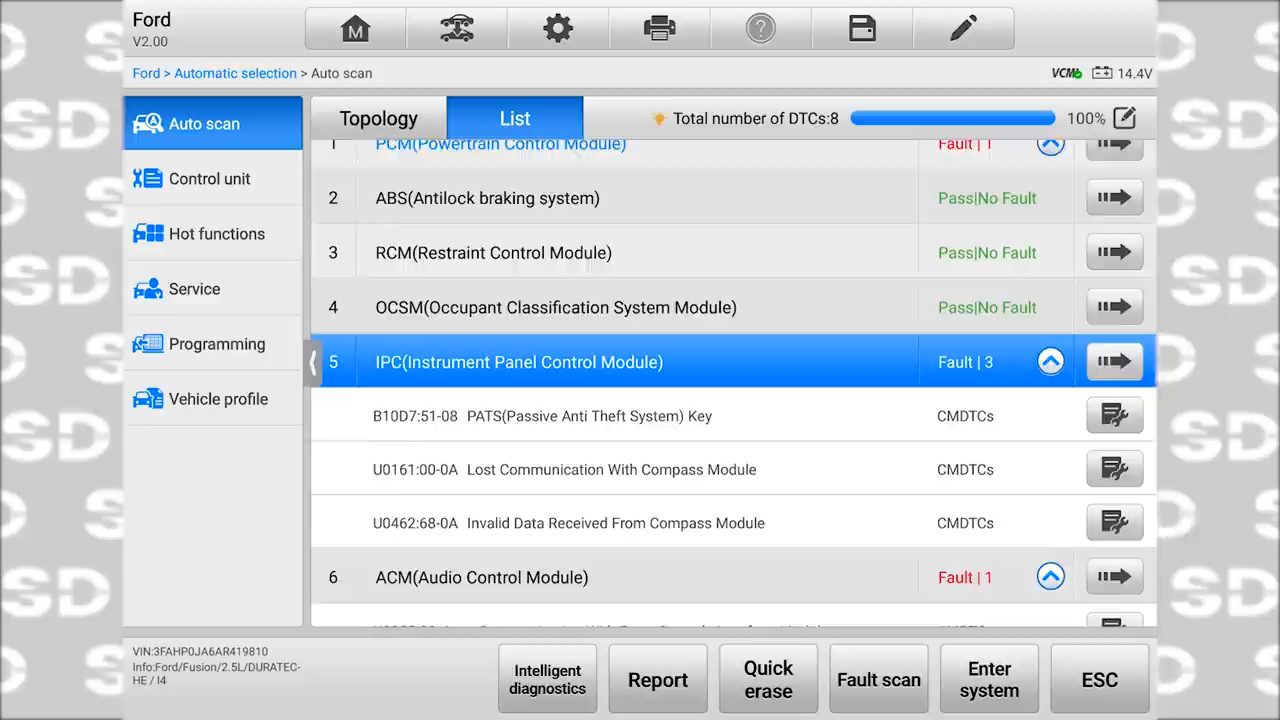 Ford
V2.00
M
?
Ford > Automatic selection > Auto scan
VCM
14.4V
Auto scan
Control unit
Hot functions
Service
Programming
Vehicle profile
Topology
List
Total number of DTCs:8
100%
1 PCM(Powertrain Control Module) Fault | 1
2 ABS(Antilock braking system) Pass|No Fault
3 RCM(Restraint Control Module) Pass|No Fault
4 OCSM(Occupant Classification System Module) Pass|No Fault
5 IPC(Instrument Panel Control Module) Fault | 3
B10D7:51-08 PATS(Passive Anti Theft System) Key CMDTCs
U0161:00-0A Lost Communication With Compass Module CMDTCs
U0462:68-0A Invalid Data Received From Compass Module CMDTCs
6 ACM(Audio Control Module) Fault | 1
VIN:3FAHP0JA6AR419810
Info:Ford/Fusion/2.5L/DURATEC-
HE / I4
Intelligent
diagnostics
Report
Quick
erase
Fault scan
Enter
system
ESC